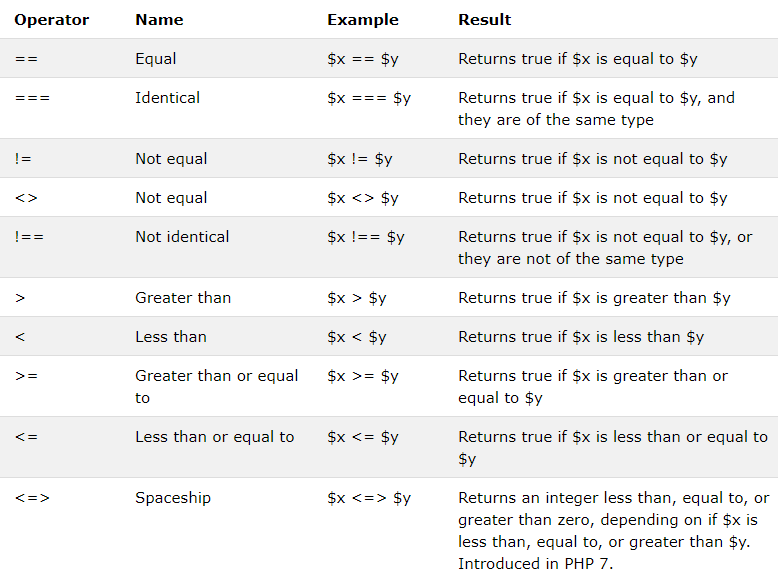 Operator Name Example Result
== Equal $x == $y Returns true if $x is equal to $y
=== Identical $x === $y Returns true if $x is equal to $y, and
they are of the same type
!= Not equal $x != $y Returns true if $x is not equal to $y
<> Not equal $x <> $y Returns true if $x is not equal to $y
!== Not identical $x !== $y Returns true if $x is not equal to $y, or
they are not of the same type
> Greater than $x > $y Returns true if $x is greater than $y
< Less than $x < $y Returns true if $x is less than $y
>= Greater than or equal $x >= $y Returns true if $x is greater than or
to equal to $y
<= Less than or equal to $x <= $y Returns true if $x is less than or equal to
$y
<=> Spaceship $x <=> $y Returns an integer less than, equal to, or
greater than zero, depending on if $x is
less than, equal to, or greater than $y.
Introduced in PHP 7.